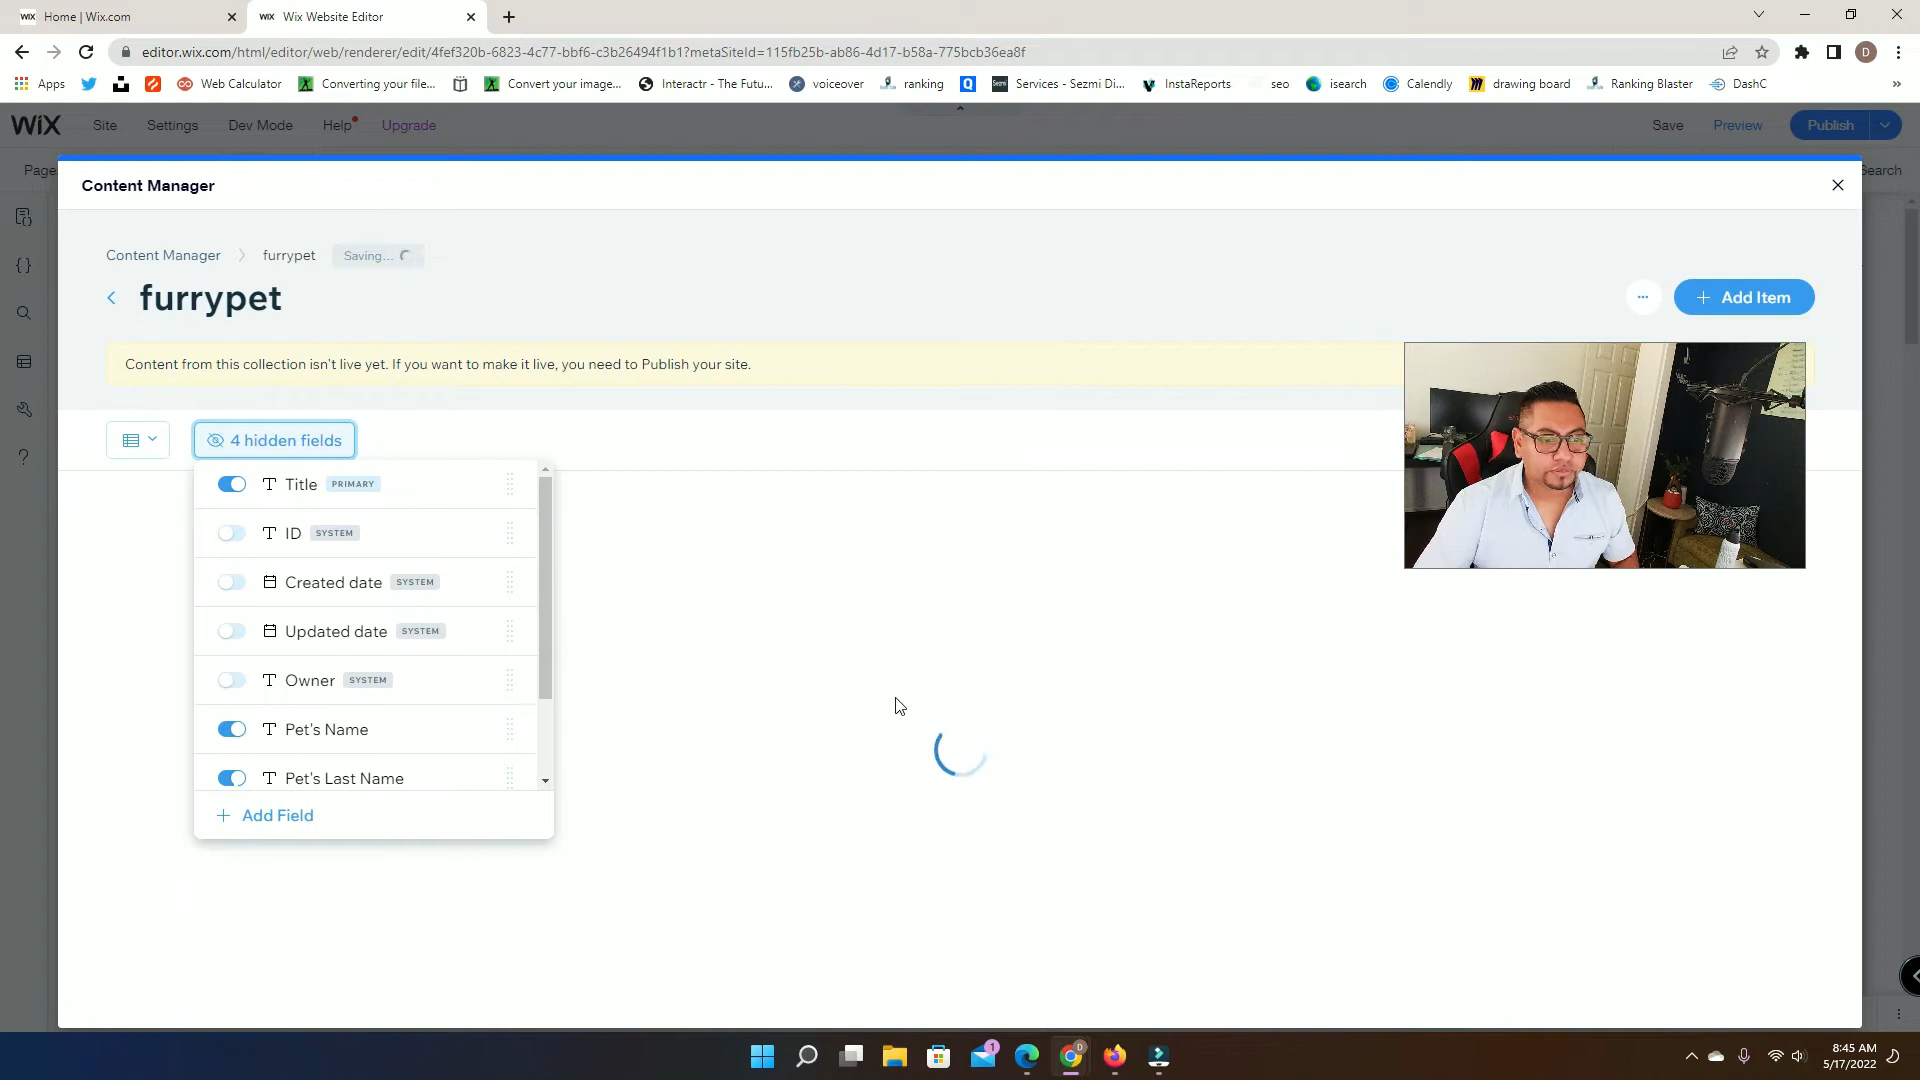 WiX Home | Wix.com
WiX Wix Website Editor
editor.wix.com/html/editor/web/renderer/edit/4fef320b-6823-4c77-bbf6-c3b26494f1b1?metaSiteId=115fb25b-ab86-4d17-b58a-775bcb36ea8f
D
Apps Web Calculator Converting your file... Convert your image... Interactr - The Futu... voiceover ranking Services - Sezmi Di... InstaReports seo isearch Calendly drawing board Ranking Blaster DashC
WiX Site Settings Dev Mode Help Upgrade Save Preview Publish
Page Search
Content Manager
Content Manager furrypet Saving...
furrypet
Add Item
Content from this collection isn't live yet. If you want to make it live, you need to Publish your site.
4 hidden fields
Title PRIMARY
ID SYSTEM
Created date SYSTEM
Updated date SYSTEM
Owner SYSTEM
Pet's Name
Pet's Last Name
+ Add Field
1
D
8:45 AM
5/17/2022